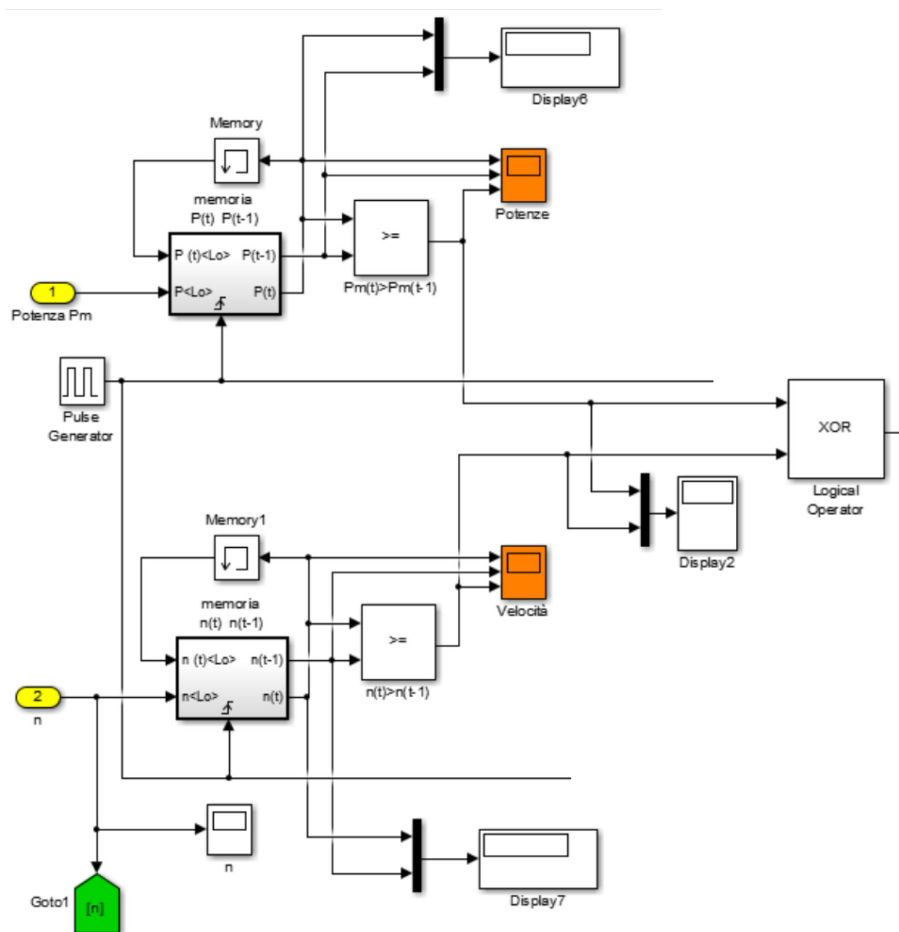 Display6
Memory
memoria
P(t) P(t-1)
Potenze
>=
P (t)<Lo> P(t-1)
P<Lo> P(t)
Pm(t)>Pm(t-1)
1
Potenza Pm
Pulse
Generator
XOR
Logical
Operator
Memory1
Display2
memoria
n(t) n(t-1)
Velocità
>=
n (t)<Lo> n(t-1)
n<Lo> n(t)
n(t)>n(t-1)
2
n
n
Goto1
[n]
Display7